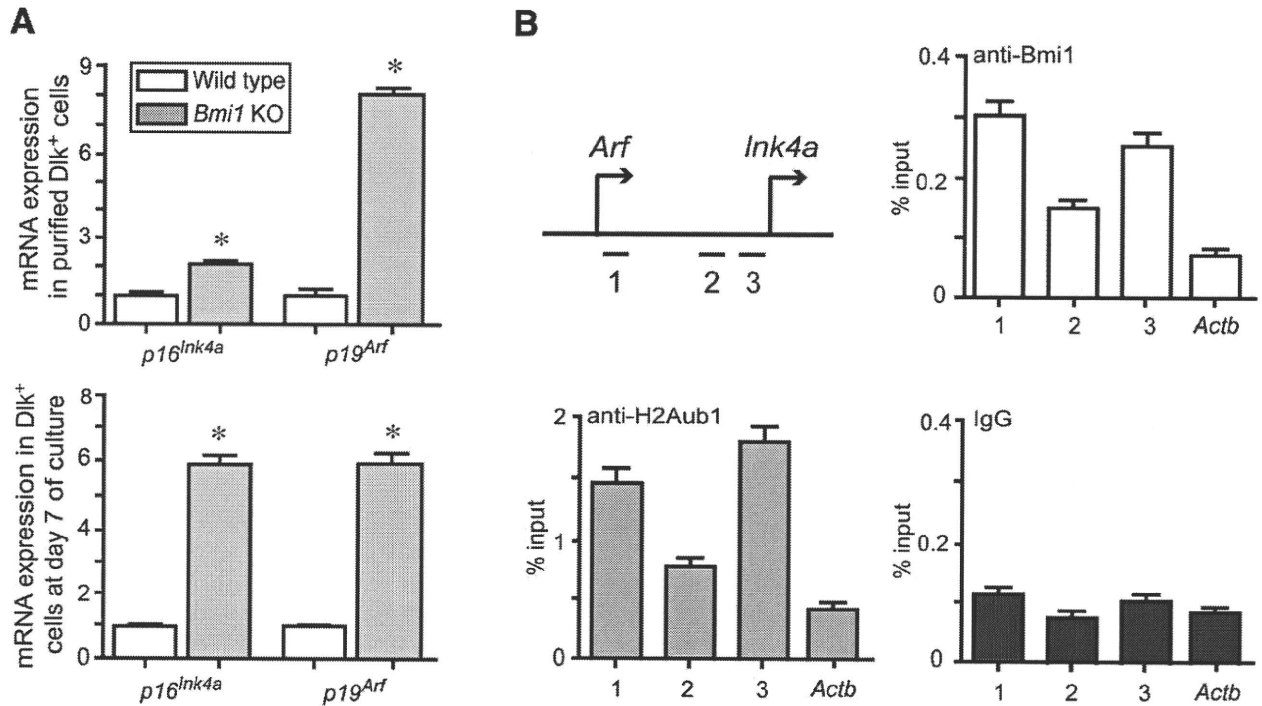 A
mRNA expression
in purified Dlk+ cells
9
6
3
0
Wild type
Bmi1 KO
*
*
p16Ink4a
p19Arf
mRNA expression in Dlk+
cells at day 7 of culture
8
6
4
2
0
*
*
p16Ink4a
p19Arf
B
Arf
Ink4a
1
2
3
anti-Bmi1
% input
0.4
0.2
0
1
2
3
Actb
anti-H2Aub1
% input
2
1
0
1
2
3
Actb
IgG
% input
0.4
0.2
0
1
2
3
Actb